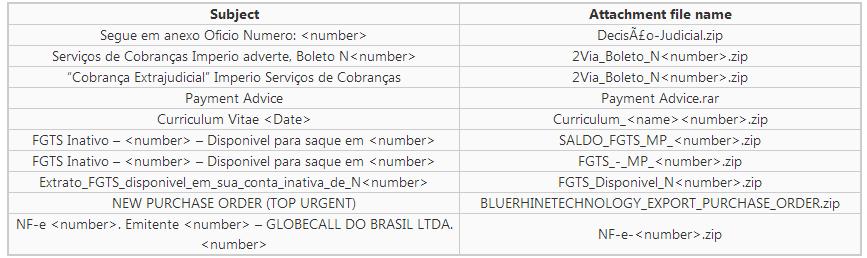 Subject Attachment file name
Segue em anexo Oficio Numero: <number> DecisÃ£o-Judicial.zip
Serviços de Cobranças Imperio adverte, Boleto N<number> 2Via_Boleto_N<number>.zip
“Cobrança Extrajudicial” Imperio Serviços de Cobranças 2Via_Boleto_N<number>.zip
Payment Advice Payment Advice.rar
Curriculum Vitae <Date> Curriculum_<name><number>.zip
FGTS Inativo – <number> – Disponivel para saque em <number> SALDO_FGTS_MP_<number>.zip
FGTS Inativo – <number> – Disponivel para saque em <number> FGTS_-_MP_<number>.zip
Extrato_FGTS_disponivel_em_sua_conta_inativa_de_N<number> FGTS_Disponivel_N<number>.zip
NEW PURCHASE ORDER (TOP URGENT) BLUERHINETECHNOLOGY_EXPORT_PURCHASE_ORDER.zip
NF-e <number>. Emitente <number> – GLOBECALL DO BRASIL LTDA.
<number>
NF-e-<number>.zip